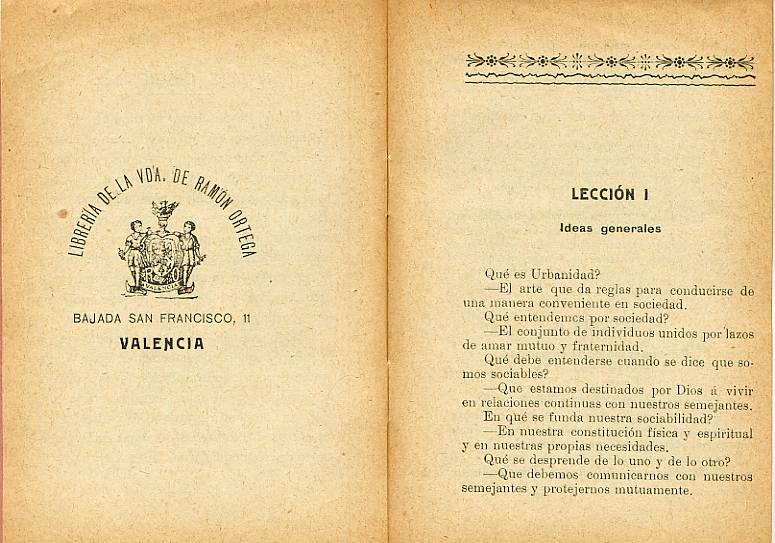 LIBRERÍA DE LA VDA. DE RAMÓN ORTEGA
R O
VALENCIA
BAJADA SAN FRANCISCO, 11
VALENCIA
LECCIÓN I
Ideas generales
Qué es Urbanidad?
—El arte que da reglas para conducirse de
una manera conveniente en sociedad.
Qué entendemos por sociedad?
—El conjunto de individuos unidos por lazos
de amar mutuo y fraternidad.
Qué debe entenderse cuando se dice que so-
mos sociables?
—Que estamos destinados por Dios á vivir
en relaciones continuas con nuestros semejantes.
En qué se funda nuestra sociabilidad?
—En nuestra constitución física y espiritual
y en nuestras propias necesidades.
Qué se desprende de lo uno y de lo otro?
—Que debemos comunicarnos con nuestros
semejantes y protejernos mutuamente.